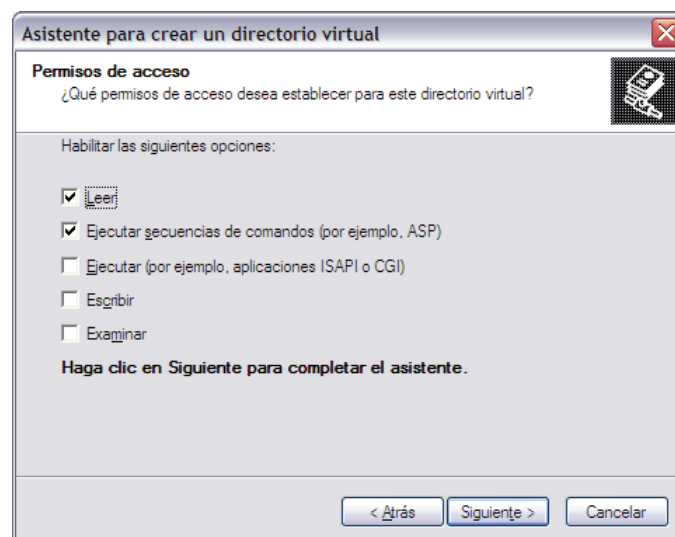 Asistente para crear un directorio virtual
Permisos de acceso
¿Qué permisos de acceso desea establecer para este directorio virtual?
Habilitar las siguientes opciones:
Leer
Ejecutar secuencias de comandos (por ejemplo, ASP)
Ejecutar (por ejemplo, aplicaciones ISAPI o CGI)
Escribir
Examinar
Haga clic en Siguiente para completar el asistente.
< Atrás Siguiente > Cancelar